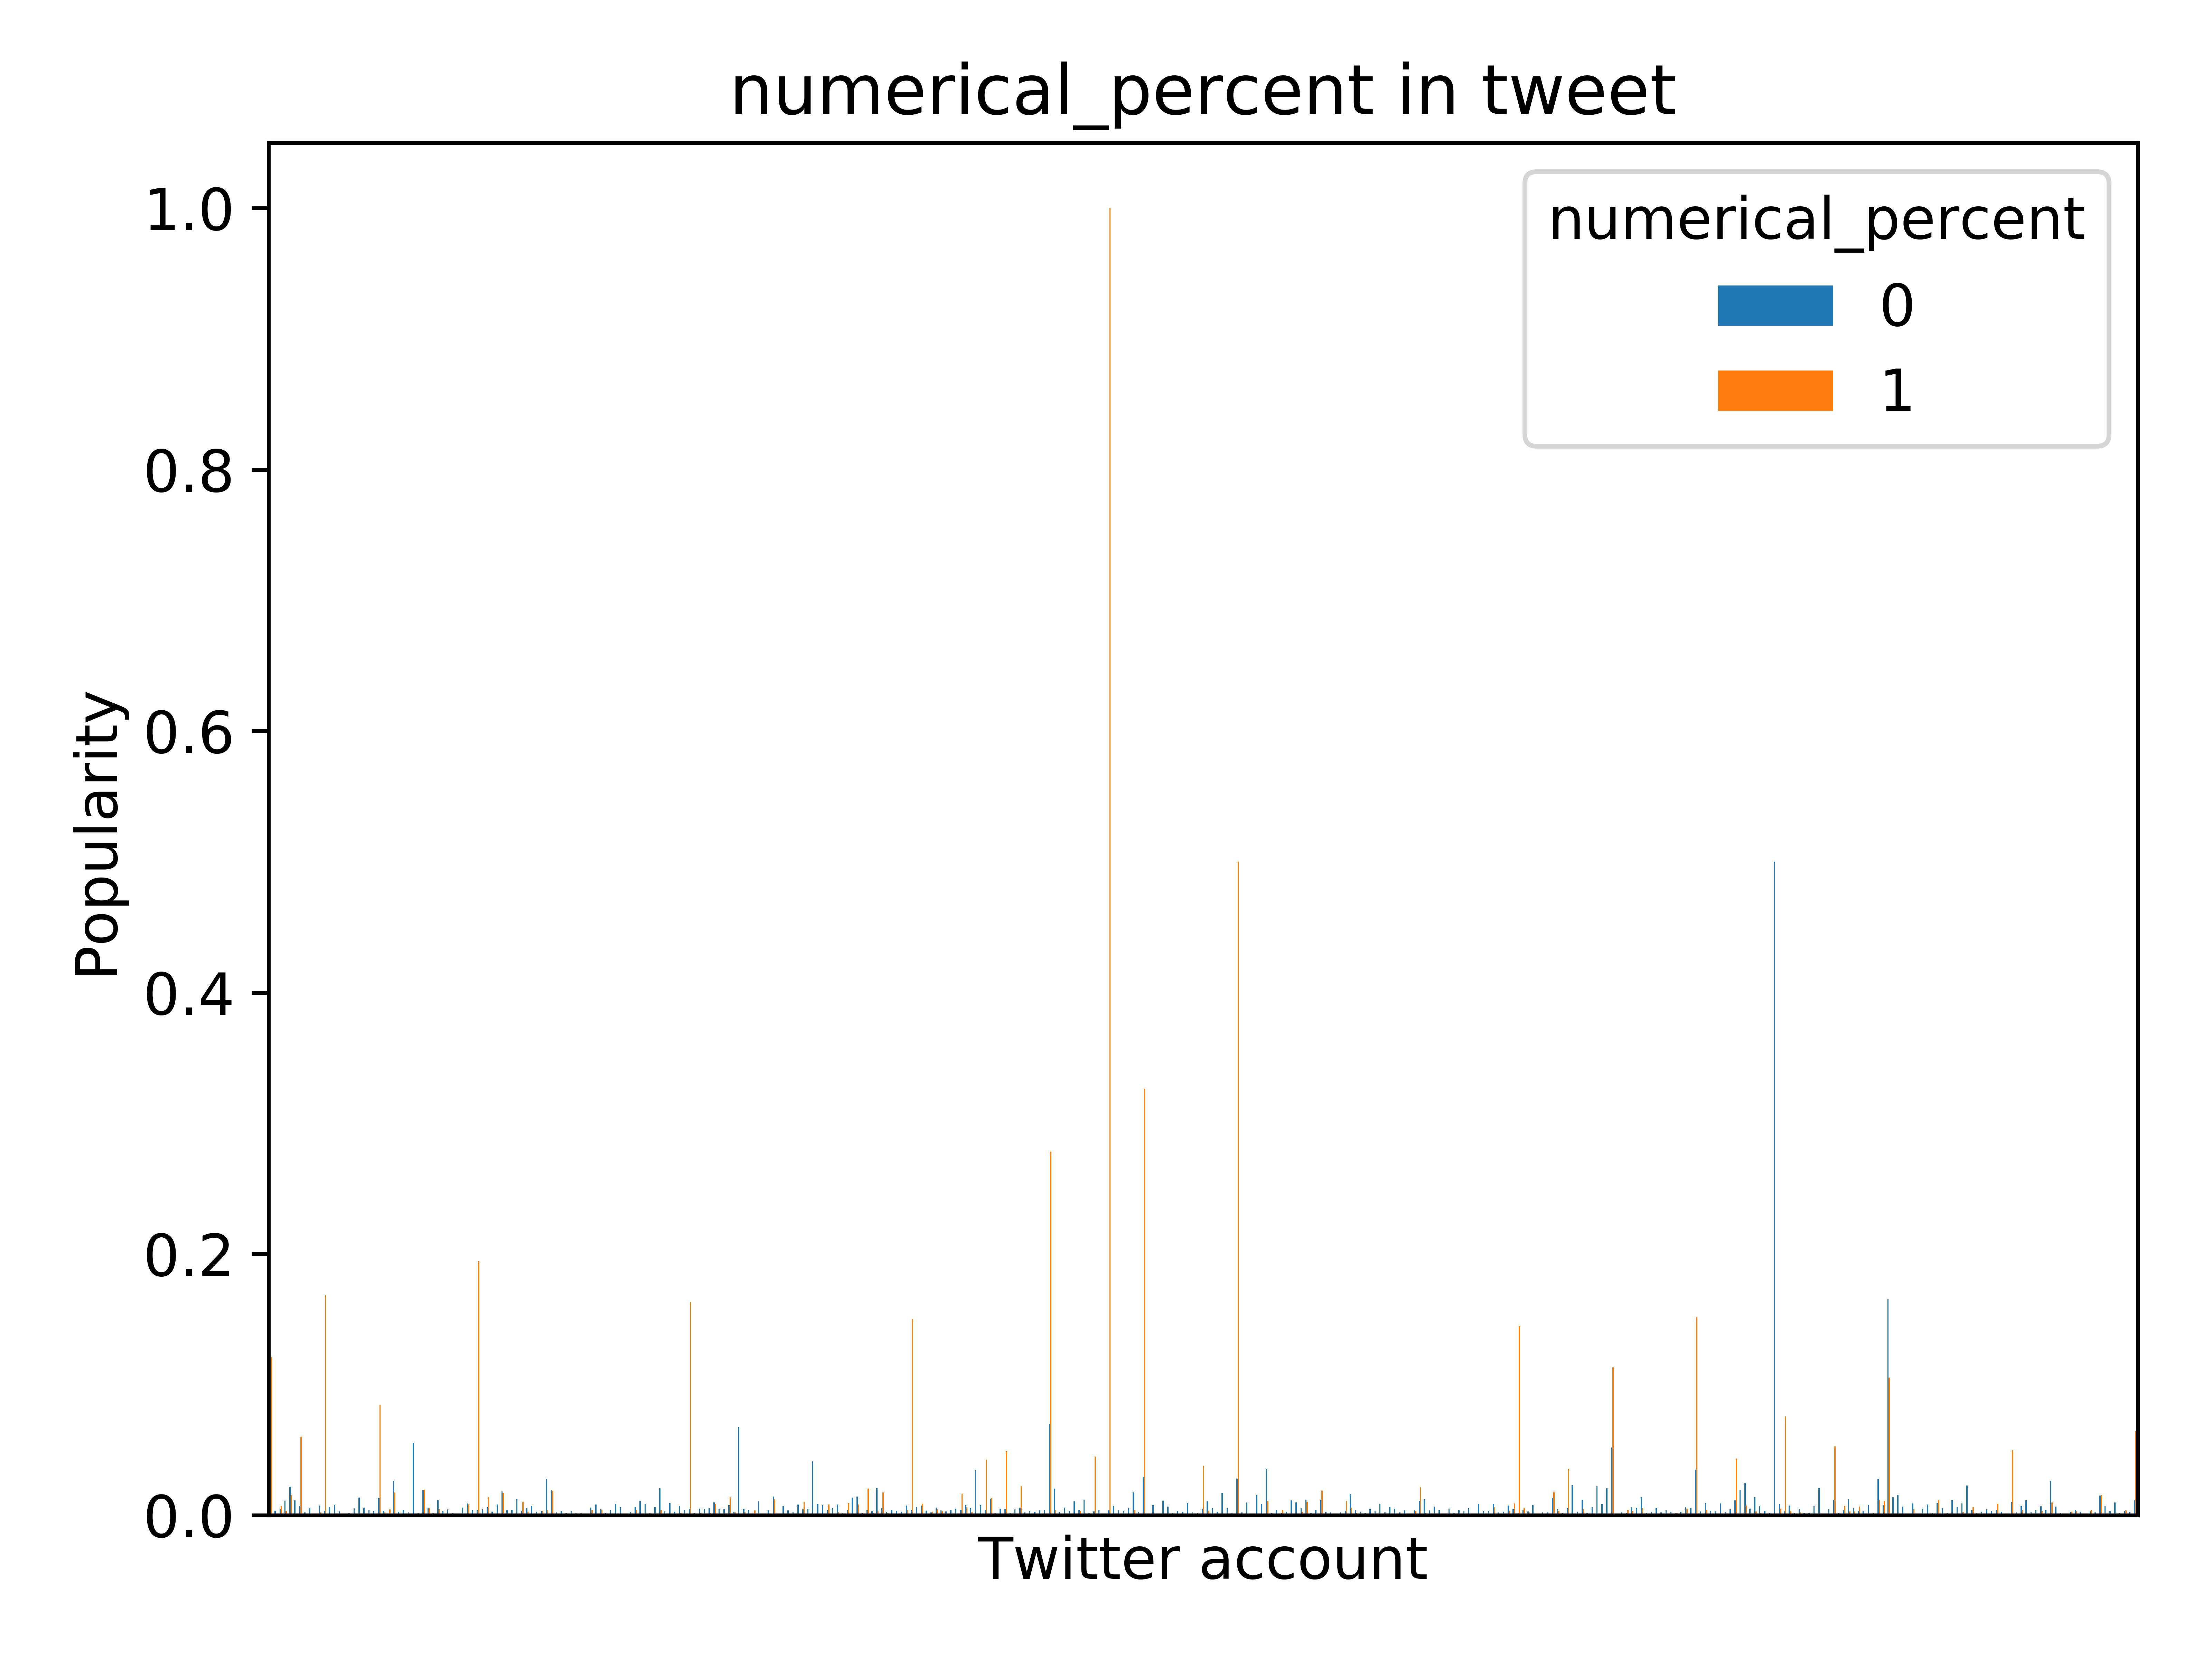 numerical_percent in tweet
numerical_percent
0
1
Popularity
1.0
0.8
0.6
0.4
0.2
0.0
Twitter account